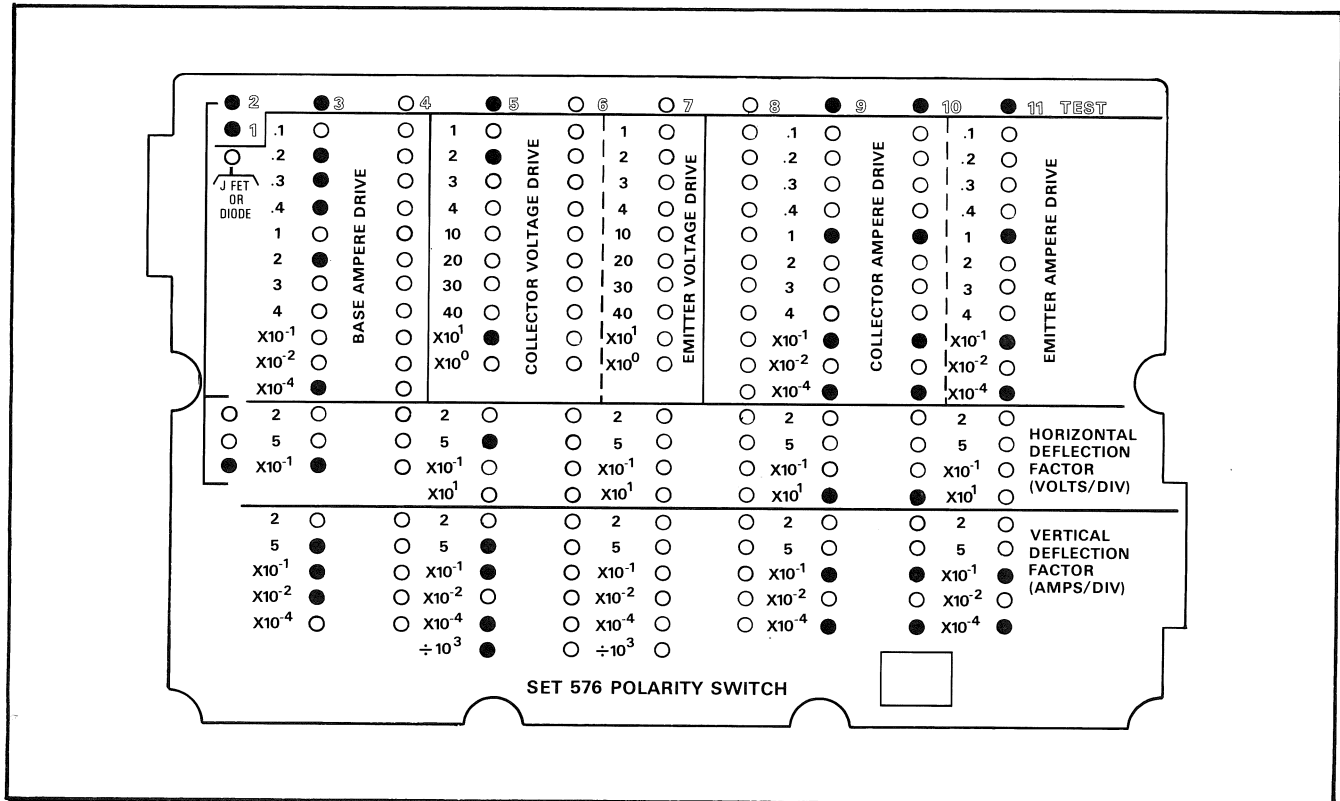 2 3 4 5 6 7 8 9 10 11 TEST
1 .1 1 1 .1 .1
.2 2 2 .2 .2
.3 3 3 .3 .3
.4 4 4 .4 .4
1 10 10 1 1
2 20 20 2 2
3 30 30 3 3
4 40 40 4 4
X10-1 X101 X101 X10-1 X10-1
X10-2 X100 X100 X10-2 X10-2
X10-4 X10-4 X10-4
J FET
OR
DIODE
BASE AMPERE DRIVE
COLLECTOR VOLTAGE DRIVE
EMITTER VOLTAGE DRIVE
COLLECTOR AMPERE DRIVE
EMITTER AMPERE DRIVE
2 2 2 2 2
5 5 5 5 5
X10-1 X10-1 X10-1 X10-1 X10-1
X101 X101 X101 X101
HORIZONTAL
DEFLECTION
FACTOR
(VOLTS/DIV)
2 2 2 2 2
5 5 5 5 5
X10-1 X10-1 X10-1 X10-1 X10-1
X10-2 X10-2 X10-2 X10-2 X10-2
X10-4 X10-4 X10-4 X10-4 X10-4
÷103 ÷103
VERTICAL
DEFLECTION
FACTOR
(AMPS/DIV)
SET 576 POLARITY SWITCH